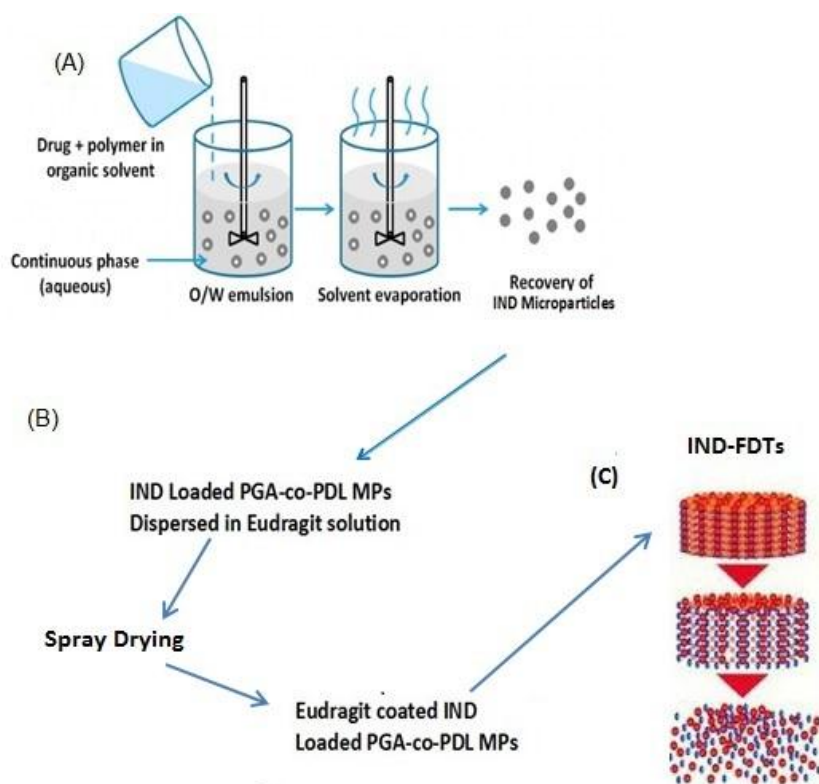 (A)
Drug + polymer in
organic solvent
Continuous phase
(aqueous)
O/W emulsion
Solvent evaporation
Recovery of
IND Microparticles
(B)
IND Loaded PGA-co-PDL MPs
Dispersed in Eudragit solution
Spray Drying
Eudragit coated IND
Loaded PGA-co-PDL MPs
(C)
IND-FDTs